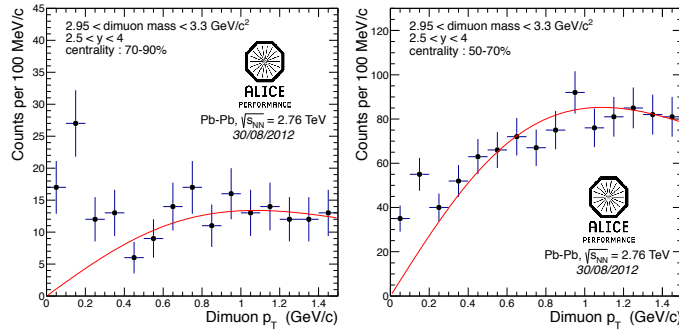 2.95 < dimuon mass < 3.3 GeV/c²
2.5 < y < 4
centrality : 70-90%
ALICE
PERFORMANCE
Pb-Pb, √sNN = 2.76 TeV
30/08/2012
Counts per 100 MeV/c
45
40
35
30
25
20
15
10
5
0
0 0.2 0.4 0.6 0.8 1 1.2 1.4
Dimuon pT (GeV/c)
2.95 < dimuon mass < 3.3 GeV/c²
2.5 < y < 4
centrality : 50-70%
ALICE
PERFORMANCE
Pb-Pb, √sNN = 2.76 TeV
30/08/2012
Counts per 100 MeV/c
120
100
80
60
40
20
0
0 0.2 0.4 0.6 0.8 1 1.2 1.4
Dimuon pT (GeV/c)